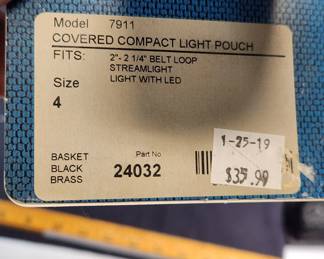 Model 7911
COVERED COMPACT LIGHT POUCH
FITS: 2"- 2 1/4" BELT LOOP
STREAMLIGHT
Size LIGHT WITH LED
4
1-25-19
BASKET Part No
BLACK 24032
BRASS $35.99